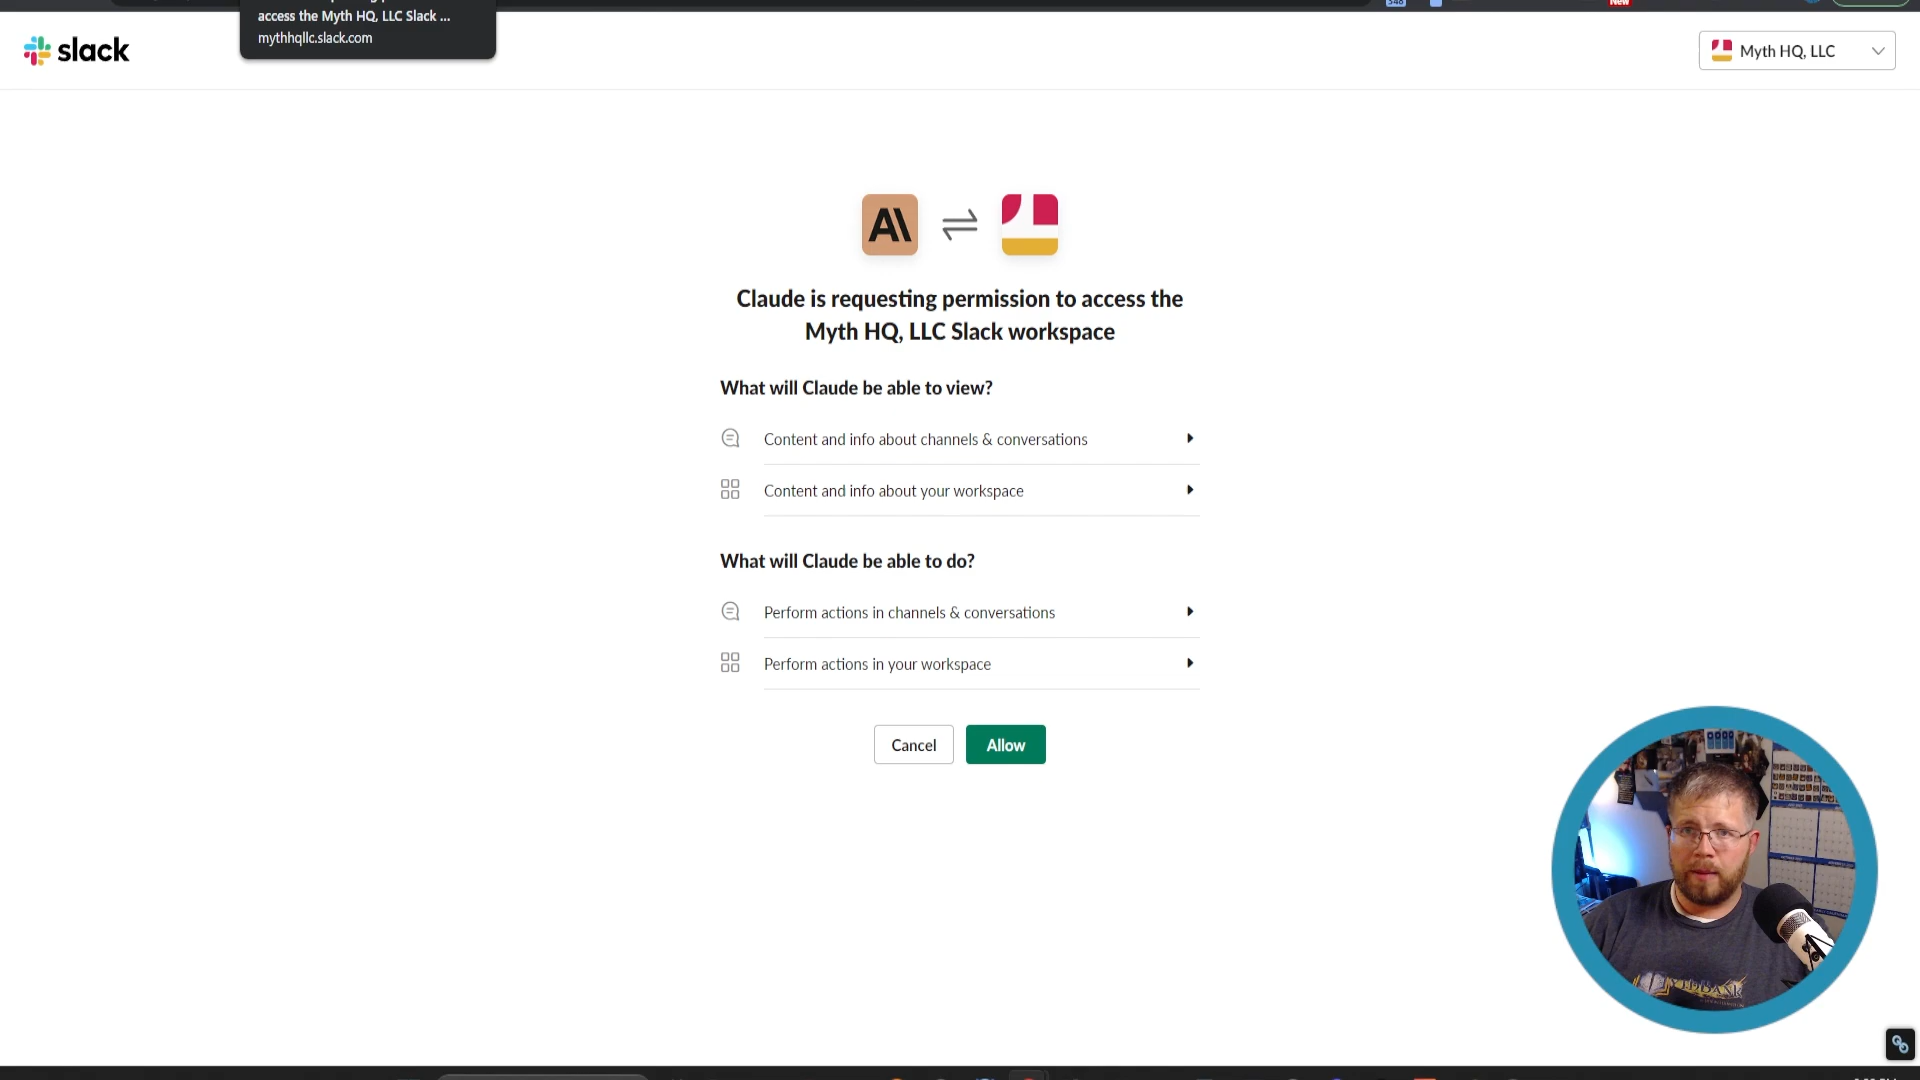 access the Myth HQ, LLC Slack ...
mythhqllc.slack.com
New
slack
Myth HQ, LLC
Claude is requesting permission to access the
Myth HQ, LLC Slack workspace
What will Claude be able to view?
Content and info about channels & conversations
Content and info about your workspace
What will Claude be able to do?
Perform actions in channels & conversations
Perform actions in your workspace
Cancel
Allow